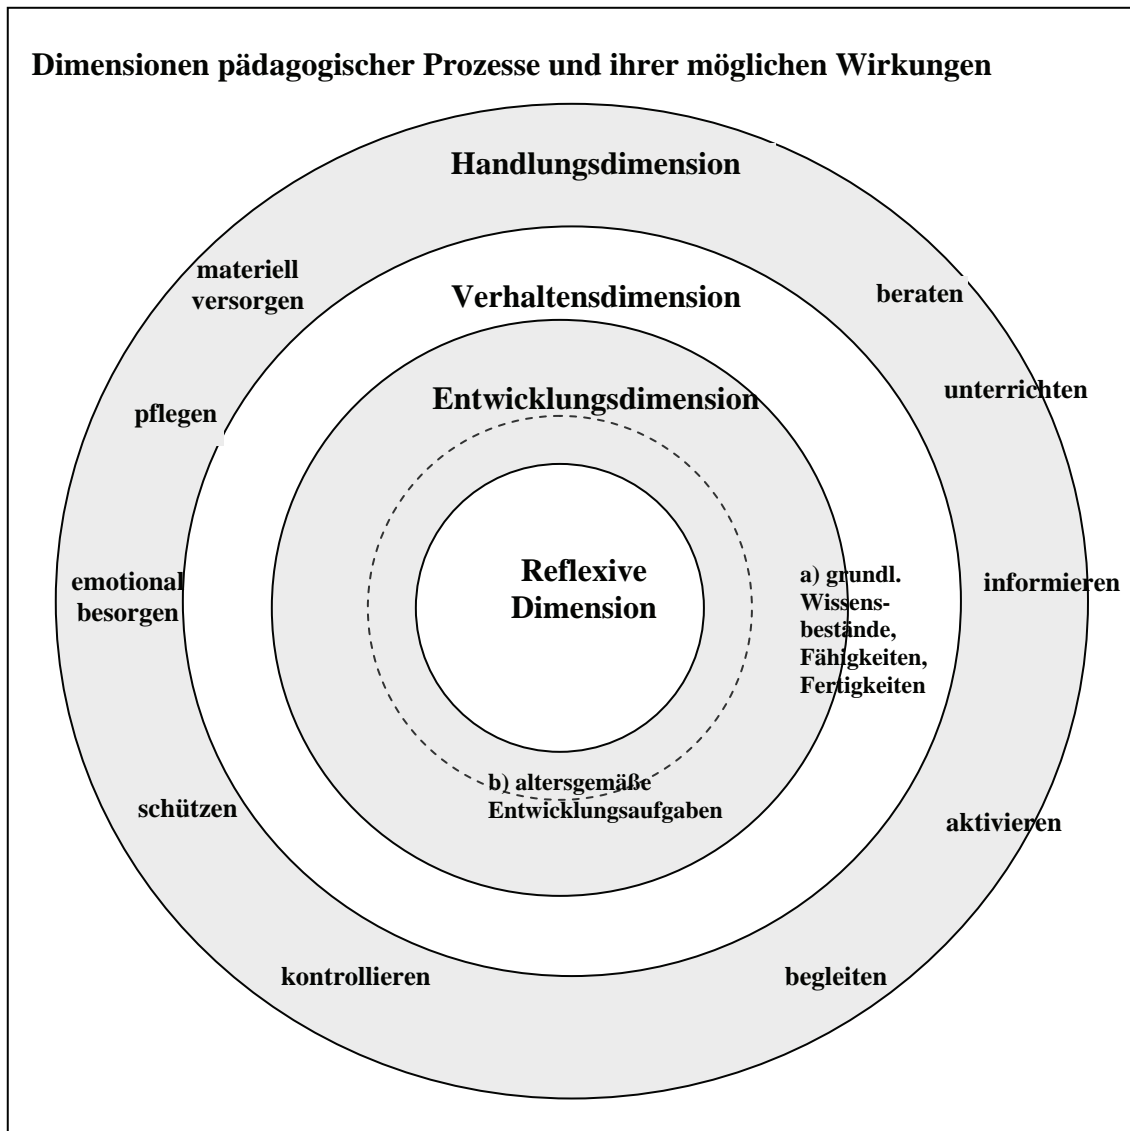 Dimensionen pädagogischer Prozesse und ihrer möglichen Wirkungen
Handlungsdimension
materiell
versorgen
beraten
Verhaltensdimension
unterrichten
Entwicklungsdimension
pflegen
Reflexive
Dimension
emotional
besorgen
a) grundl.
Wissens-
bestände,
Fähigkeiten,
Fertigkeiten
informieren
b) altersgemäße
Entwicklungsaufgaben
schützen
aktivieren
kontrollieren
begleiten